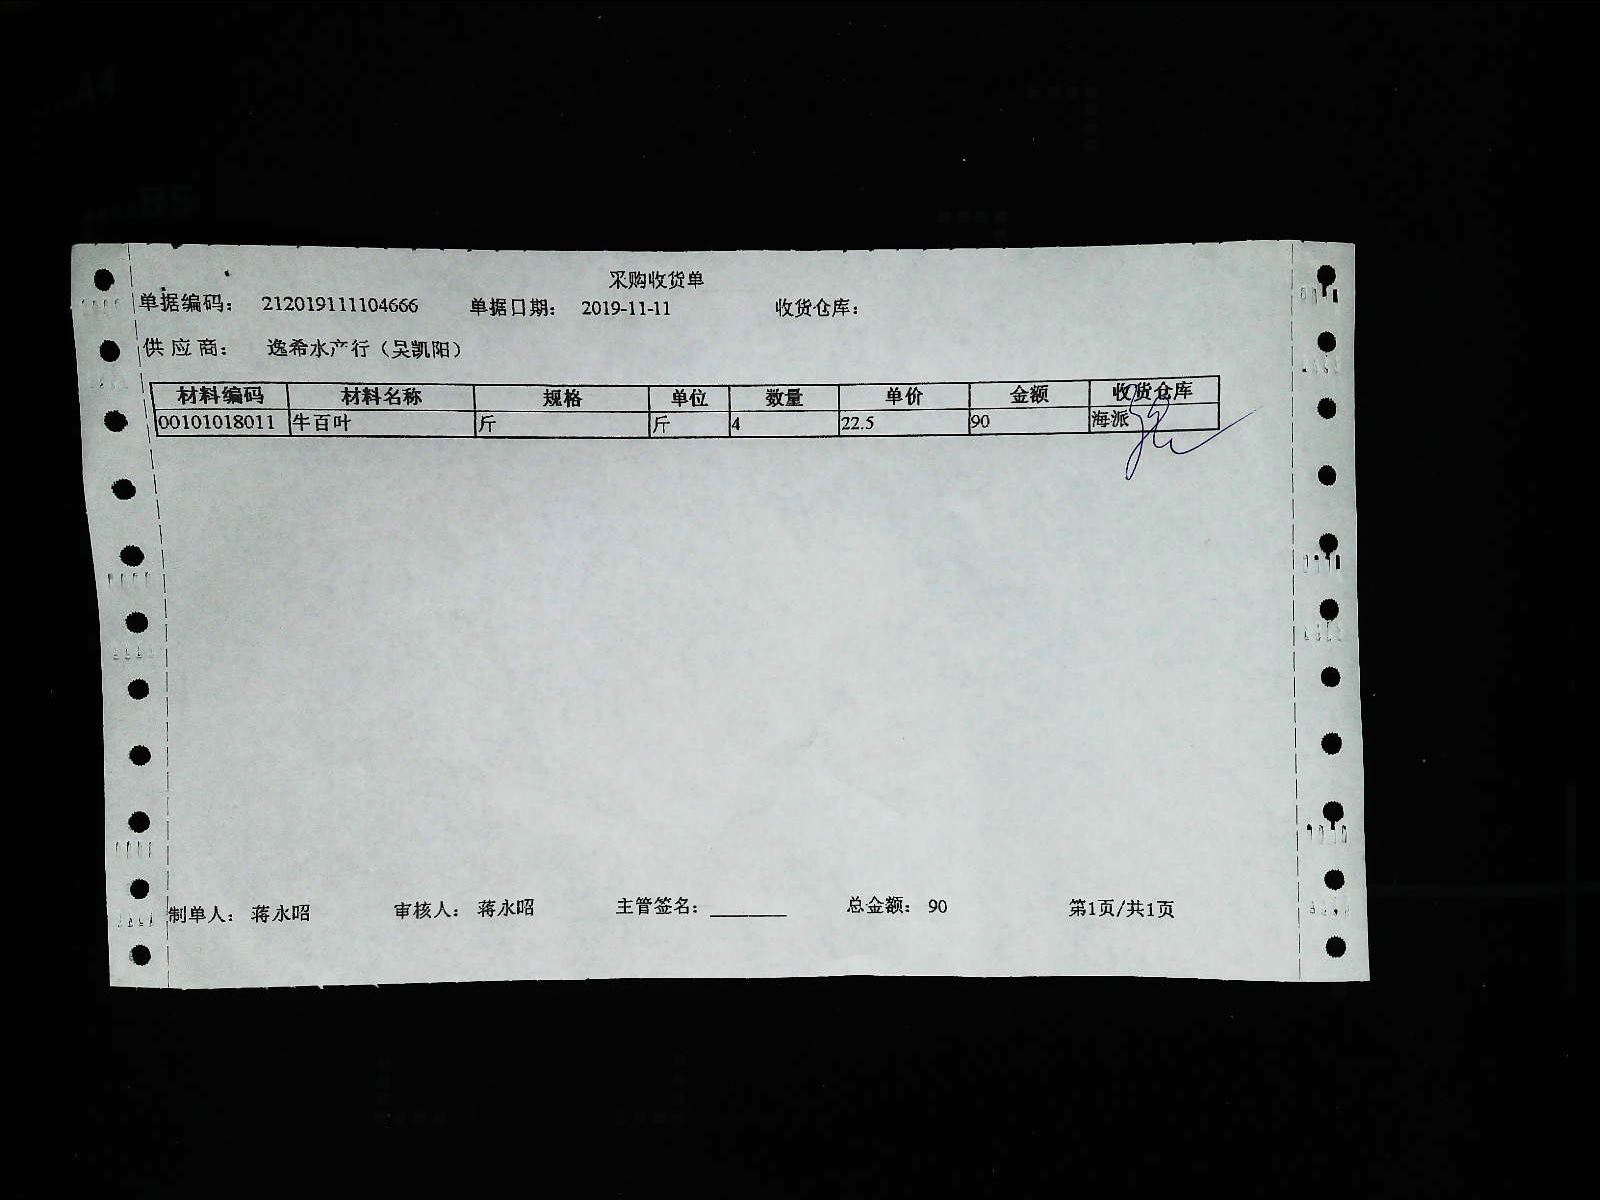 采购收货单
单据编码： 212019111104666 单据日期： 2019-11-11 收货仓库：
供 应 商： 逸希水产行（吴凯阳）
材料编码 材料名称 规格 单位 数量 单价 金额 收货仓库
00101018011 牛百叶 斤 斤 4 22.5 90 海派
制单人： 蒋永昭 审核人： 蒋永昭 主管签名：________ 总金额： 90 第1页/共1页